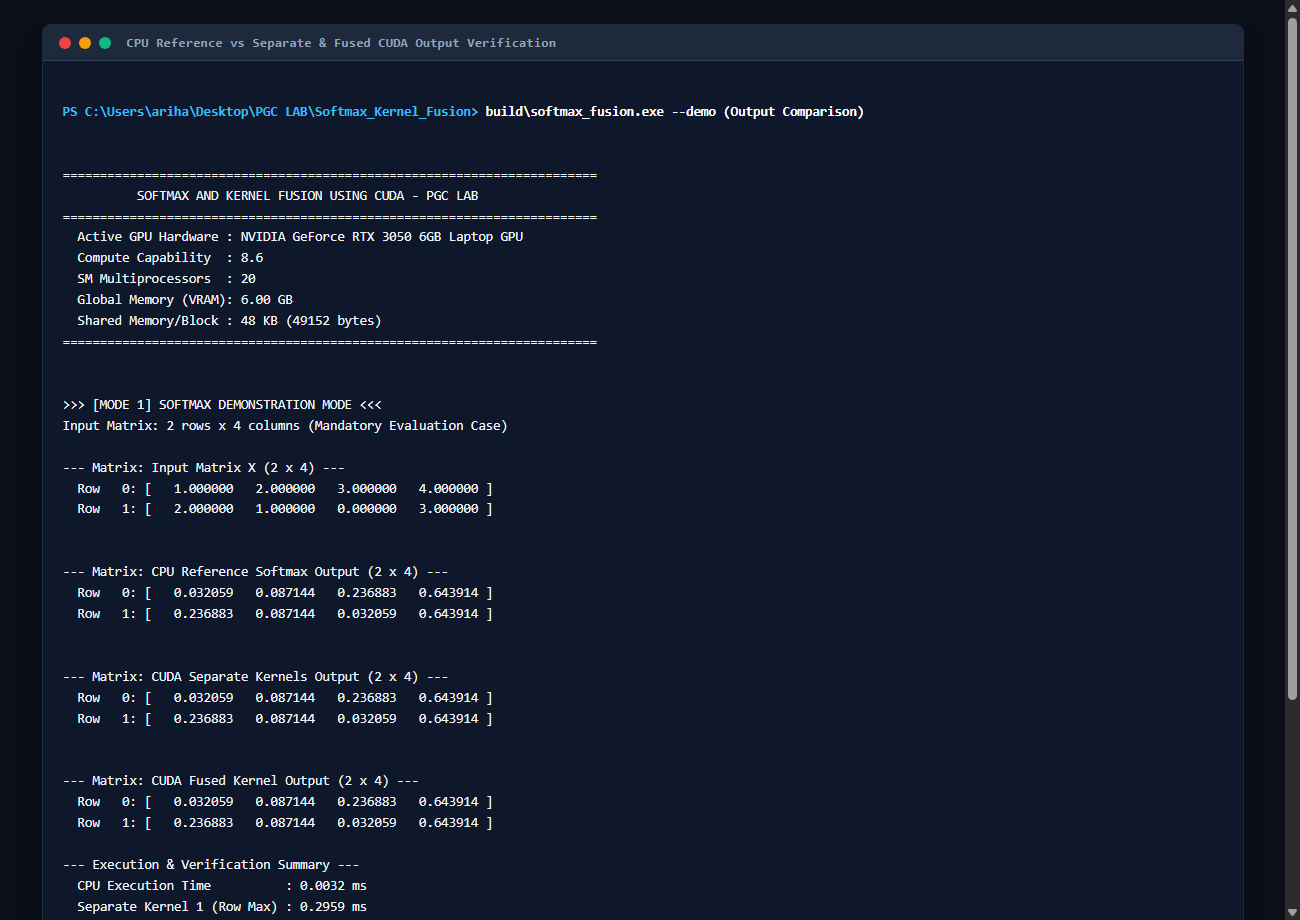 CPU Reference vs Separate & Fused CUDA Output Verification
PS C:\Users\ariha\Desktop\PGC LAB\Softmax_Kernel_Fusion> build\softmax_fusion.exe --demo (Output Comparison)
========================================================================
SOFTMAX AND KERNEL FUSION USING CUDA - PGC LAB
========================================================================
Active GPU Hardware : NVIDIA GeForce RTX 3050 6GB Laptop GPU
Compute Capability  : 8.6
SM Multiprocessors  : 20
Global Memory (VRAM): 6.00 GB
Shared Memory/Block : 48 KB (49152 bytes)
========================================================================
>>> [MODE 1] SOFTMAX DEMONSTRATION MODE <<<
Input Matrix: 2 rows x 4 columns (Mandatory Evaluation Case)
--- Matrix: Input Matrix X (2 x 4) ---
Row   0: [   1.000000   2.000000   3.000000   4.000000 ]
Row   1: [   2.000000   1.000000   0.000000   3.000000 ]
--- Matrix: CPU Reference Softmax Output (2 x 4) ---
Row   0: [   0.032059   0.087144   0.236883   0.643914 ]
Row   1: [   0.236883   0.087144   0.032059   0.643914 ]
--- Matrix: CUDA Separate Kernels Output (2 x 4) ---
Row   0: [   0.032059   0.087144   0.236883   0.643914 ]
Row   1: [   0.236883   0.087144   0.032059   0.643914 ]
--- Matrix: CUDA Fused Kernel Output (2 x 4) ---
Row   0: [   0.032059   0.087144   0.236883   0.643914 ]
Row   1: [   0.236883   0.087144   0.032059   0.643914 ]
--- Execution & Verification Summary ---
CPU Execution Time          : 0.0032 ms
Separate Kernel 1 (Row Max) : 0.2959 ms